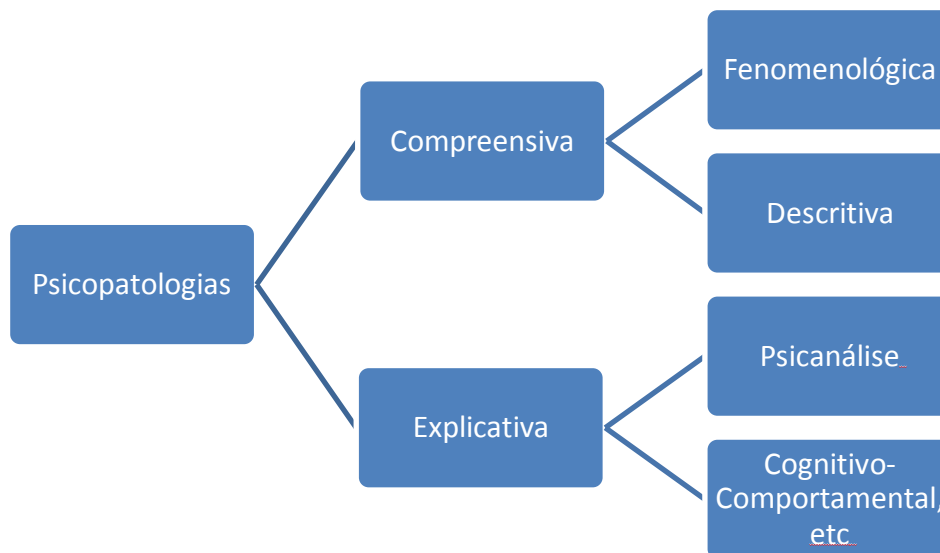 Psicopatologias
Compreensiva
Fenomenológica
Descritiva
Explicativa
Psicanálise
Cognitivo-
Comportamental,
etc